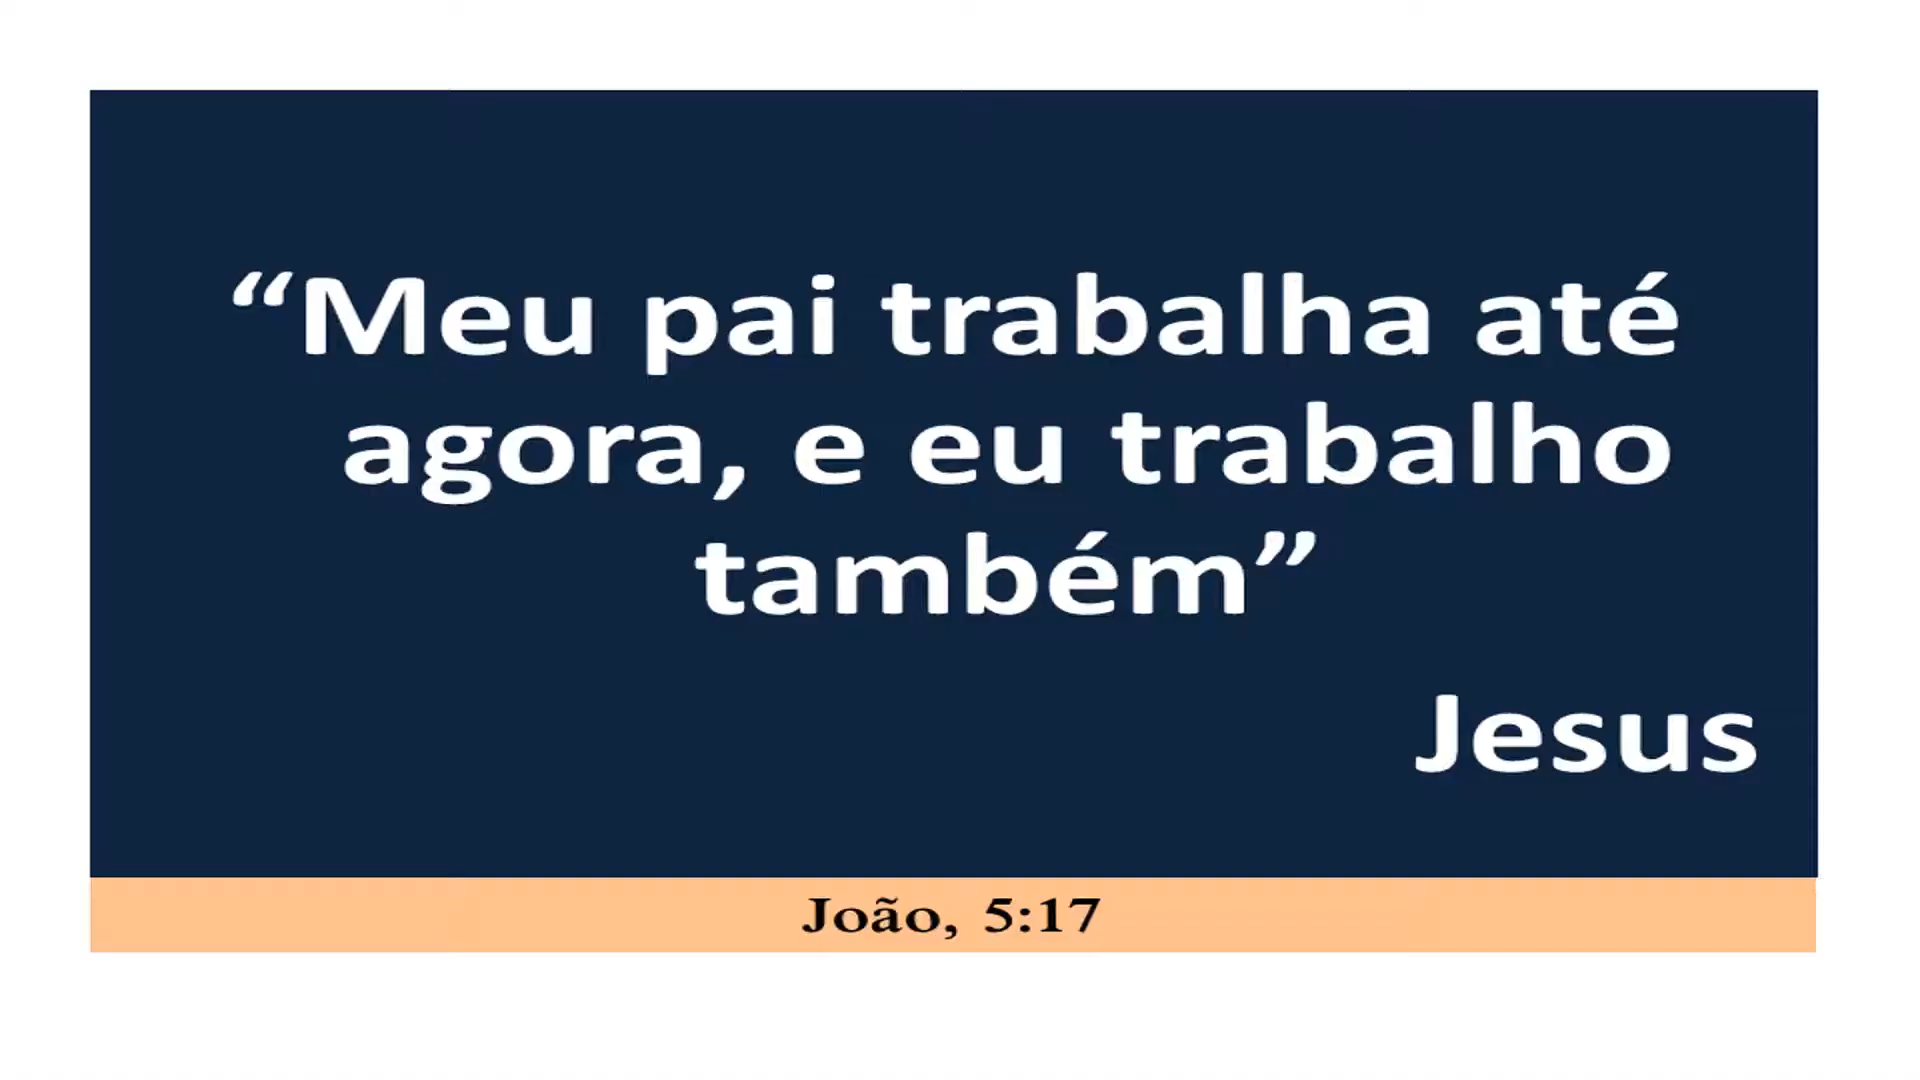 “Meu pai trabalha até
agora, e eu trabalho
também”
Jesus
João, 5:17